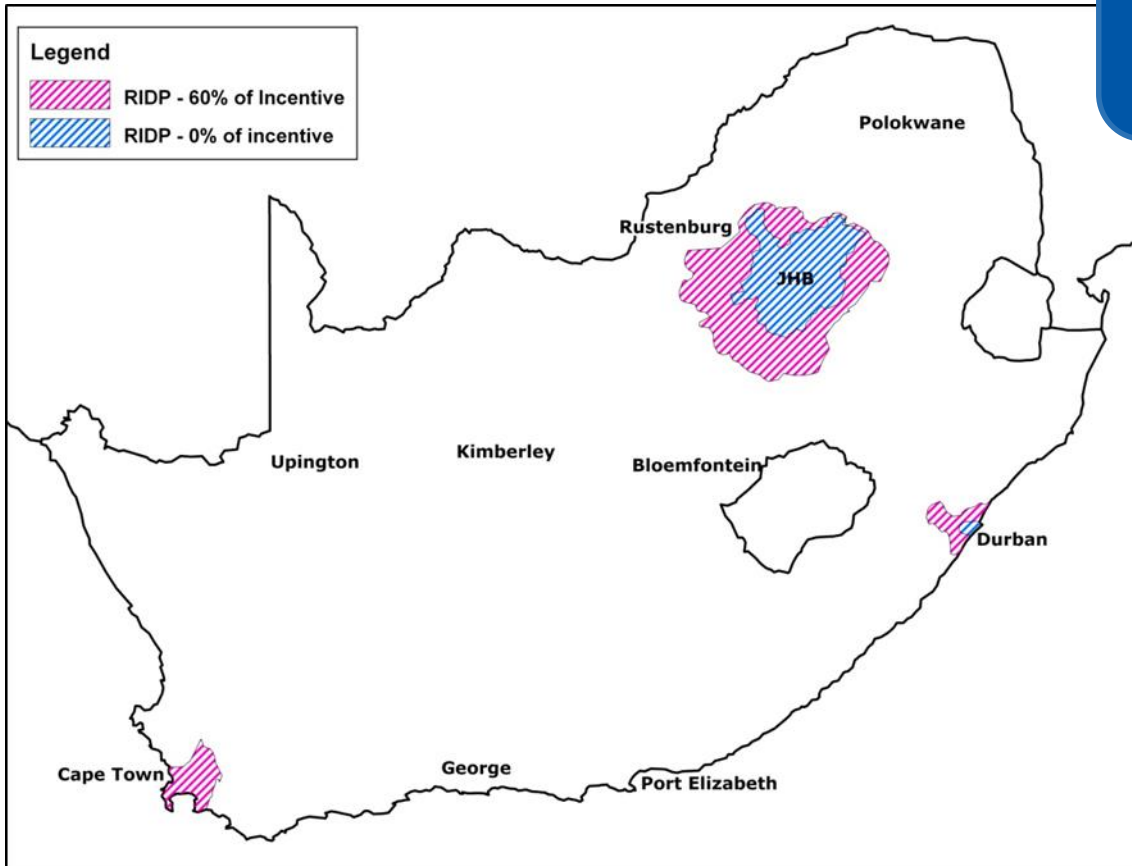 Legend
RIDP - 60% of Incentive
RIDP - 0% of incentive
Polokwane
Rustenburg
JHB
Upington
Kimberley
Bloemfontein
Durban
Cape Town
George
Port Elizabeth